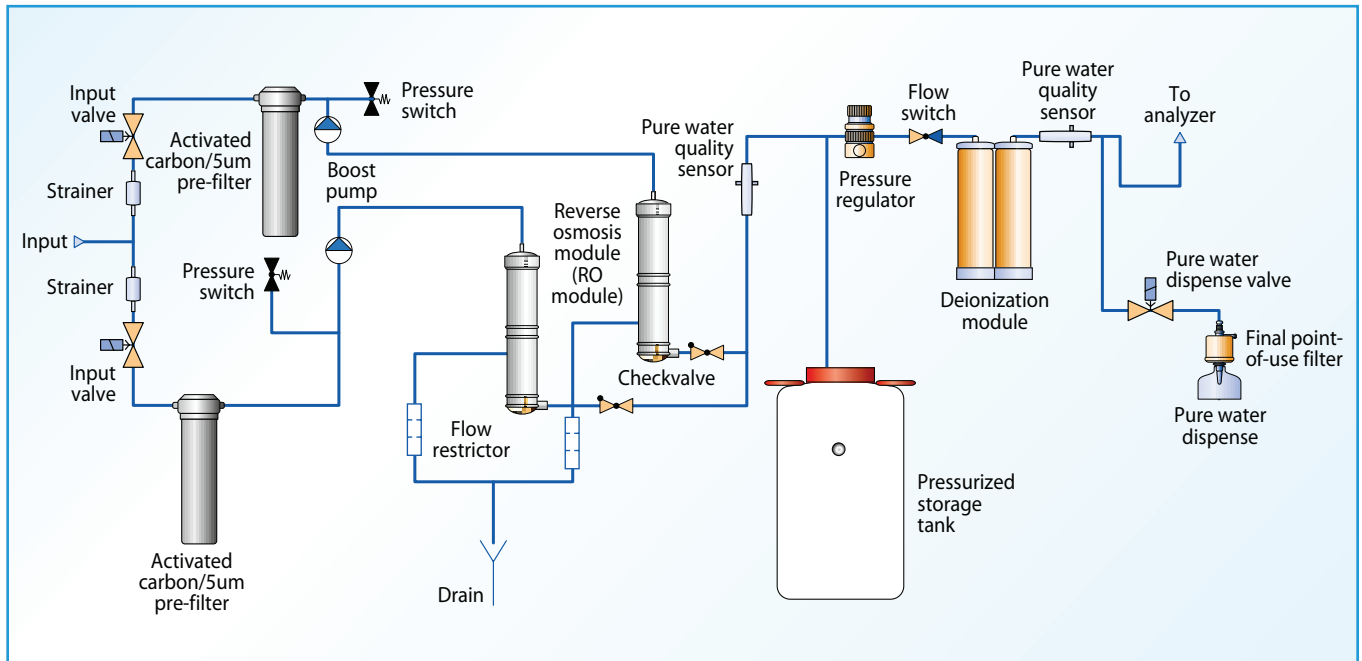 Input
valve
Strainer
Input
Strainer
Input
valve
Activated
carbon/5um
pre-filter
Pressure
switch
Boost
pump
Pressure
switch
Activated
carbon/5um
pre-filter
Reverse
osmosis
module
(RO
module)
Flow
restrictor
Drain
Checkvalve
Pure water
quality
sensor
Pressure
regulator
Flow
switch
Pressurized
storage
tank
Deionization
module
Pure water
quality
sensor
To
analyzer
Pure water
dispense valve
Final point-
of-use filter
Pure water
dispense